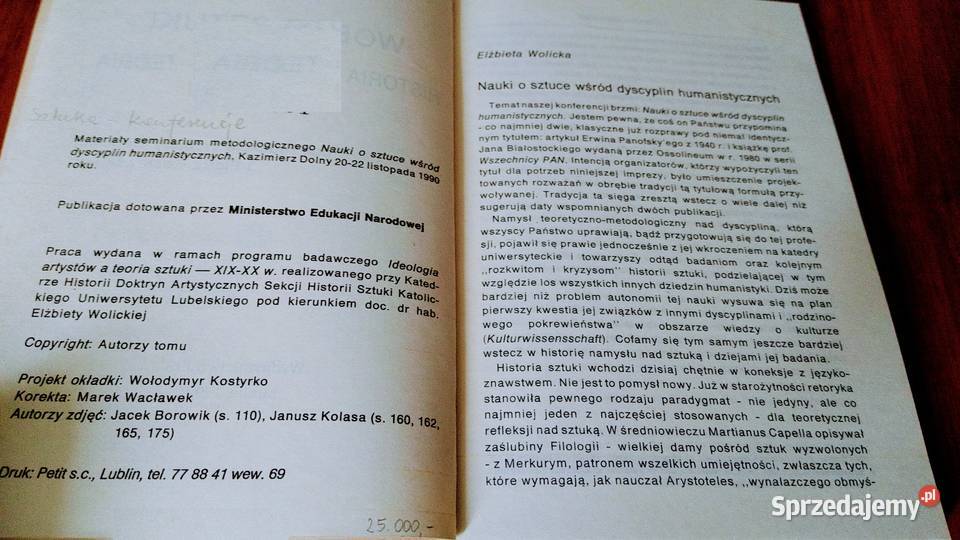 Sztuka - konferencje
Materiały seminarium metodologicznego Nauki o sztuce wśród
dyscyplin humanistycznych, Kazimierz Dolny 20-22 listopada 1990
roku.
Publikacja dotowana przez Ministerstwo Edukacji Narodowej
Praca wydana w ramach programu badawczego Ideologia
artystów a teoria sztuki — XIX-XX w. realizowanego przy Kated-
rze Historii Doktryn Artystycznych Sekcji Historii Sztuki Katolic-
kiego Uniwersytetu Lubelskiego pod kierunkiem doc. dr hab.
Elżbiety Wolickiej
Copyright: Autorzy tomu
Projekt okładki: Wołodymyr Kostyrko
Korekta: Marek Wacławek
Autorzy zdjęć: Jacek Borowik (s. 110), Janusz Kolasa (s. 160, 162,
165, 175)
Druk: Petit s.c., Lublin, tel. 77 88 41 wew. 69
25.000,-
Elżbieta Wolicka
Nauki o sztuce wśród dyscyplin humanistycznych
Temat naszej konferencji brzmi: Nauki o sztuce wśród dyscyplin
humanistycznych. Jestem pewna, że coś on Państwu przypomina
- co najmniej dwie, klasyczne już rozprawy pod niemal identycz-
nym tytułem: artykuł Erwina Panofsky'ego z 1940 r. i książkę prof.
Jana Białostockiego wydaną przez Ossolineum w r. 1980 w serii
Wszechnicy PAN. Intencją organizatorów, którzy wypożyczyli ten
tytuł dla potrzeb niniejszej imprezy, było umieszczenie projek-
towanych rozważań w obrębie tradycji tą tytułową formułą przy-
woływanej. Tradycja ta sięga zresztą wstecz o wiele dalej niż
sugerują daty wspomnianych dwóch publikacji.
Namysł teoretyczno-metodologiczny nad dyscypliną, którą
wszyscy Państwo uprawiają, bądź przygotowują się do tej profe-
sji, pojawił się prawie jednocześnie z jej wkroczeniem na katedry
uniwersyteckie i towarzyszy odtąd badaniom oraz kolejnym
,,rozkwitom i kryzysom'' historii sztuki, podzielającej w tym
względzie los wszystkich innych dziedzin humanistyki. Dziś może
bardziej niż problem autonomii tej nauki wysuwa się na plan
pierwszy kwestia jej związków z innymi dyscyplinami i ,,rodzino-
wego pokrewieństwa'' w obszarze wiedzy o kulturze
(Kulturwissenschaft). Cofamy się tym samym jeszcze bardziej
wstecz w historię namysłu nad sztuką i dziejami jej badania.
Historia sztuki wchodzi dzisiaj chętnie w koneksje z języko-
znawstwem. Nie jest to pomysł nowy. Już w starożytności retoryka
stanowiła pewnego rodzaju paradygmat - nie jedyny, ale co
najmniej jeden z najczęściej stosowanych - dla teoretycznej
refleksji nad sztuką. W średniowieczu Martianus Capella opisywał
zaślubiny Filologii - wielkiej damy pośród sztuk wyzwolonych
- z Merkurym, patronem wszelkich umiejętności, zwłaszcza tych,
które wymagają, jak nauczał Arystoteles, ,,wynalazczego obmyś-
Sprzedajemy.pl